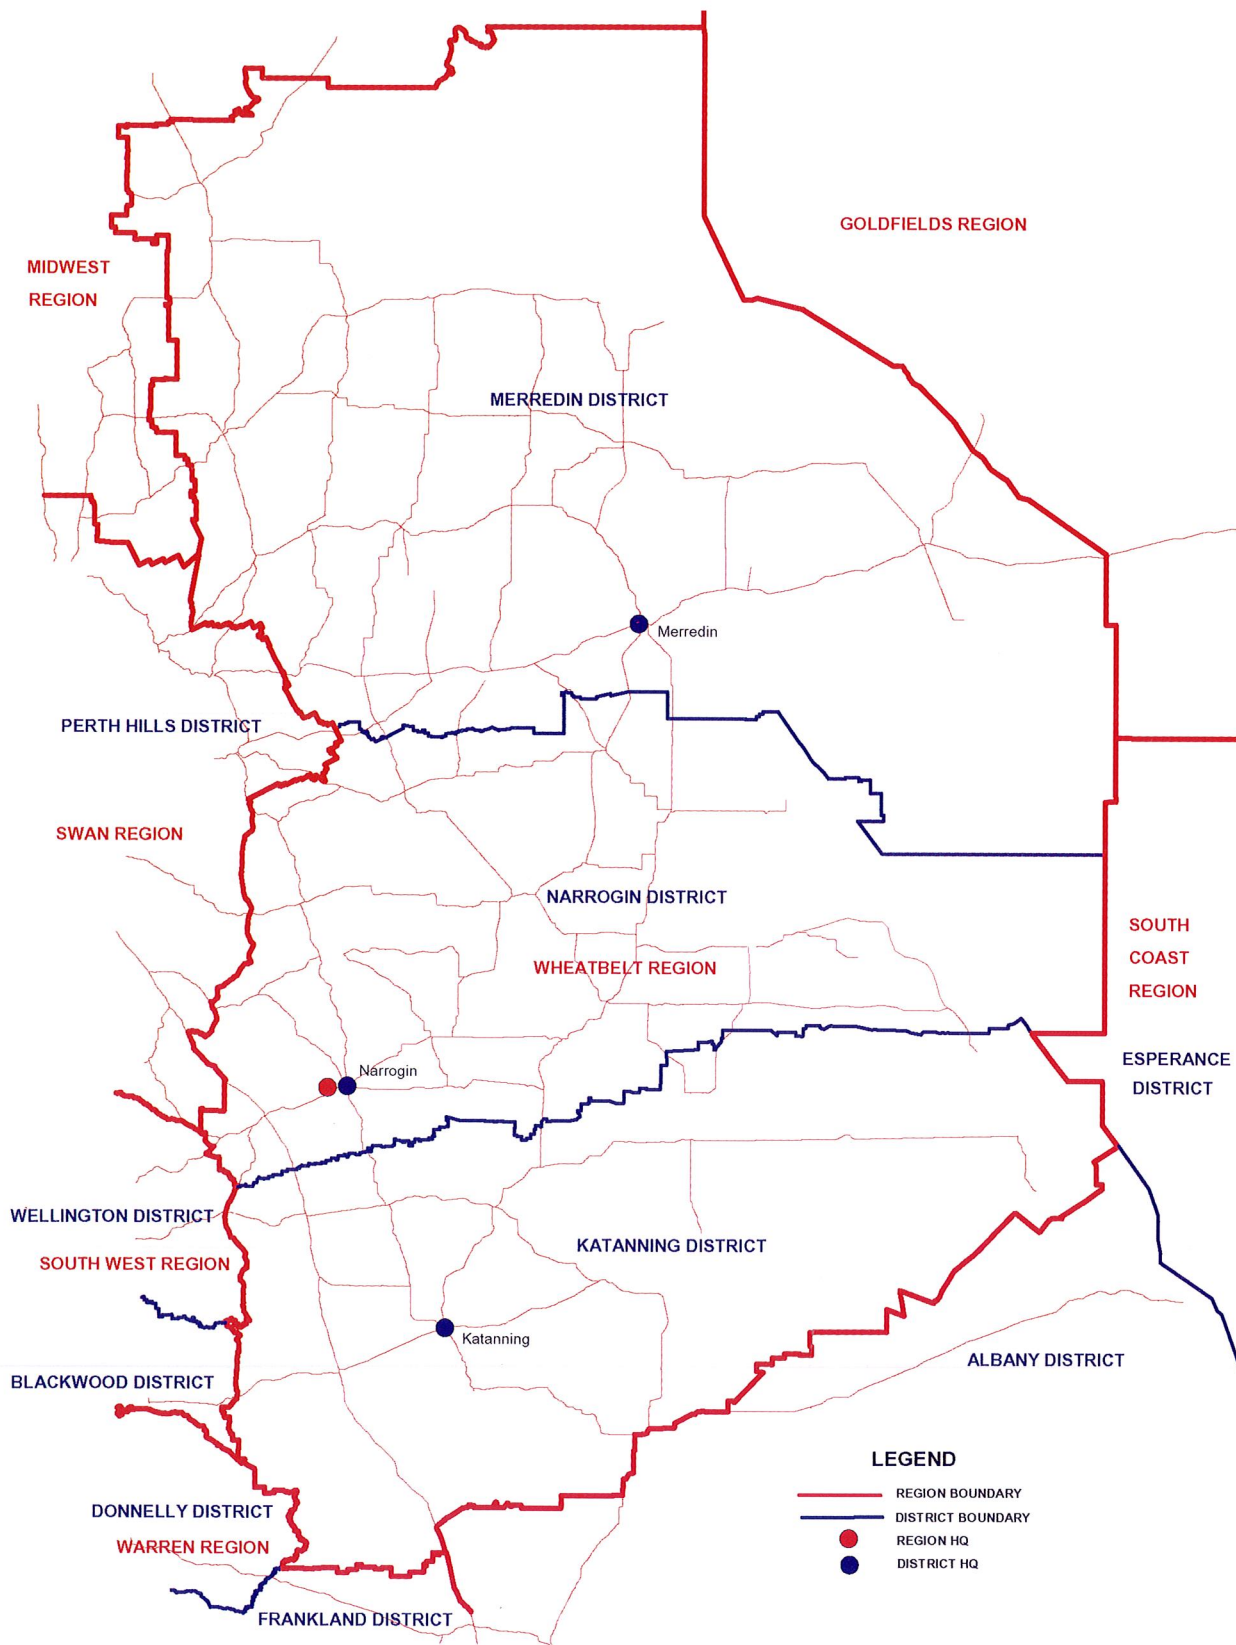 GOLDFIELDS REGION
MIDWEST
REGION
MERREDIN DISTRICT
Merredin
PERTH HILLS DISTRICT
SWAN REGION
NARROGIN DISTRICT
WHEATBELT REGION
SOUTH
COAST
REGION
ESPERANCE
DISTRICT
Narrogin
WELLINGTON DISTRICT
SOUTH WEST REGION
KATANNING DISTRICT
Katanning
BLACKWOOD DISTRICT
ALBANY DISTRICT
DONNELLY DISTRICT
WARREN REGION
FRANKLAND DISTRICT
LEGEND
REGION BOUNDARY
DISTRICT BOUNDARY
REGION HQ
DISTRICT HQ